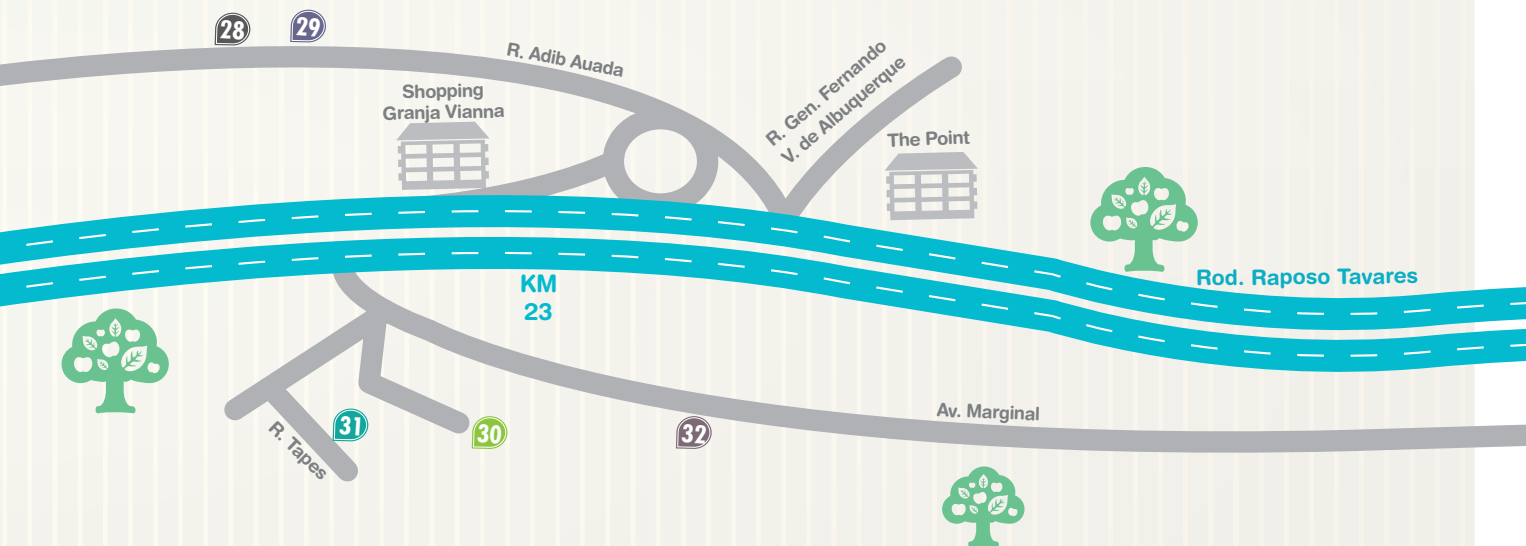 28
29
R. Adib Auada
R. Gen. Fernando
V. de Albuquerque
Shopping
Granja Vianna
The Point
Rod. Raposo Tavares
KM
23
Av. Marginal
31
30
32
R. Tapes